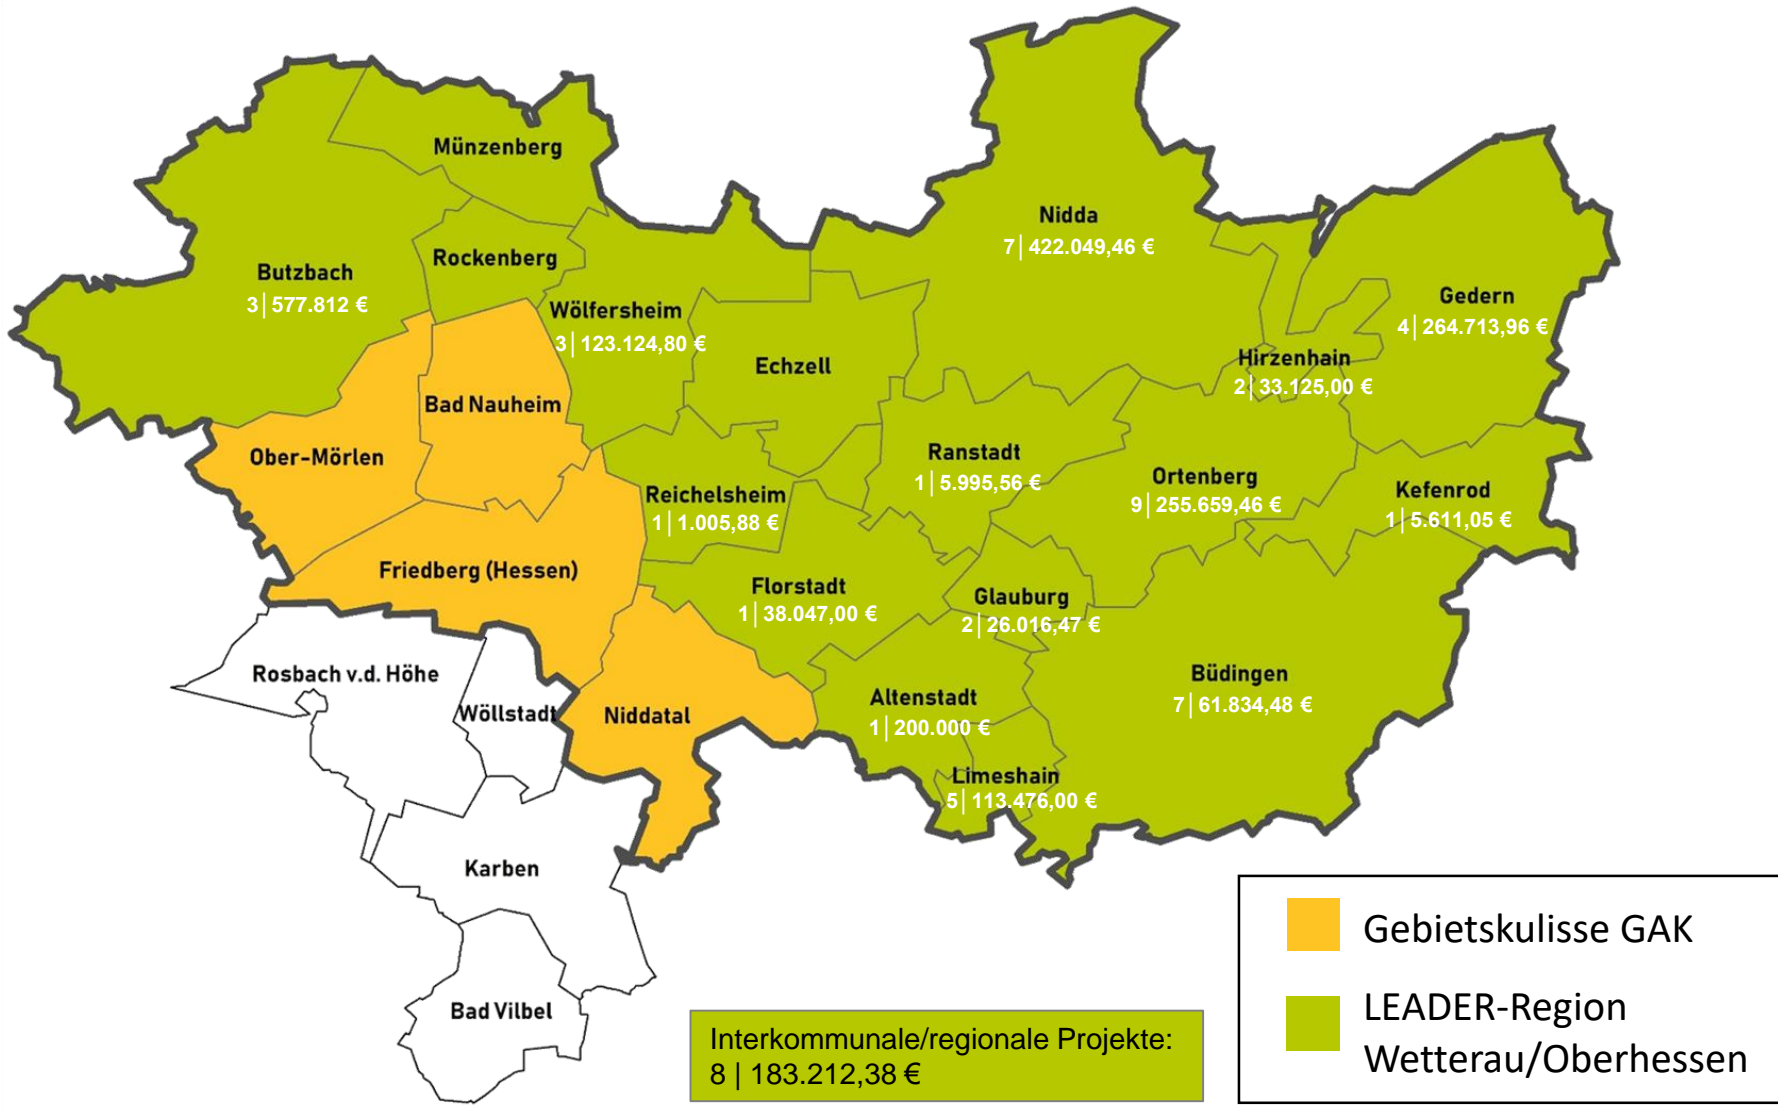 Münzenberg
Nidda
7| 422.049,46 €
Rockenberg
Butzbach
3| 577.812 €
Wölfersheim
3| 123.124,80 €
Gedern
4| 264.713,96 €
Echzell
Hirzenhain
2| 33.125,00 €
Bad Nauheim
Ober-Mörlen
Ranstadt
1| 5.995,56 €
Ortenberg
9| 255.659,46 €
Kefenrod
1| 5.611,05 €
Reichelsheim
1| 1.005,88 €
Friedberg (Hessen)
Florstadt
1| 38.047,00 €
Glauburg
2| 26.016,47 €
Rosbach v.d. Höhe
Büdingen
7| 61.834,48 €
Altenstadt
1| 200.000 €
Wöllstadt
Niddatal
Limeshain
5| 113.476,00 €
Karben
Bad Vilbel
Interkommunale/regionale Projekte:
8 | 183.212,38 €
Gebietskulisse GAK
LEADER-Region
Wetterau/Oberhessen